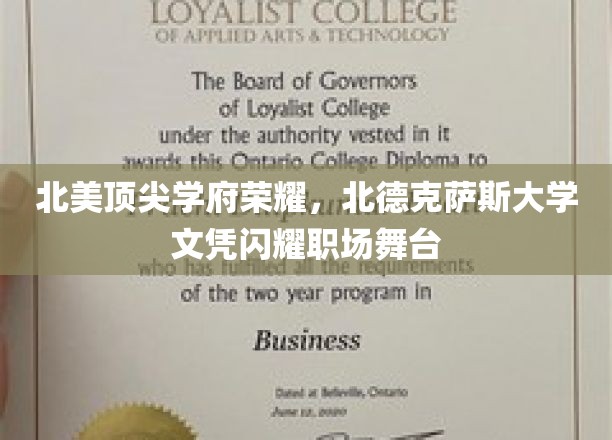 LOYALIST COLLEGE
OF APPLIED ARTS & TECHNOLOGY
The Board of Governors
of Loyalist College
under the authority vested in it
awards this Ontario College Diploma to
北美顶尖学府荣耀，北德克萨斯大学
文凭闪耀职场舞台
who has fulfilled all the requirements
of the two year program in
Business
Dated at Belleville, Ontario
June 12, 2020